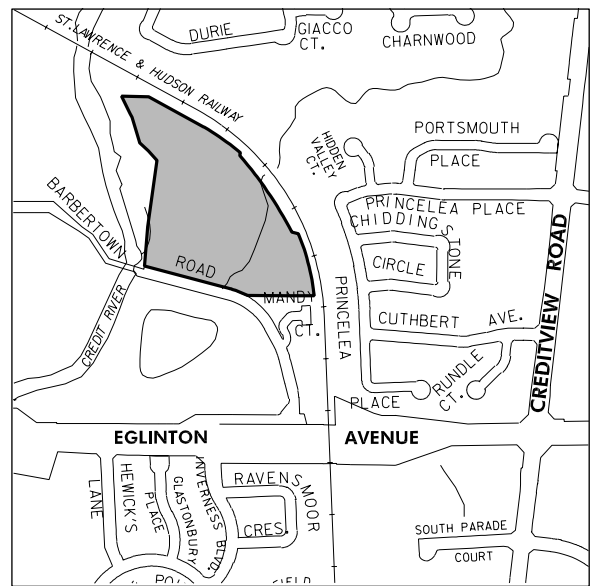 DURIE
GIACCO
CT.
CHARNWOOD
ST. LAWRENCE & HUDSON RAILWAY
HIDDEN
VALLEY
CT.
PORTSMOUTH
PLACE
BARBERTOWN
ROAD
PRINCELEA PLACE
CHIDDINGSTONE
CIRCLE
CREDITVIEW ROAD
CREDIT RIVER
MANDY
CT.
PRINCELEA
PLACE
CUTHBERT AVE.
RUNDLE
CT.
EGLINTON AVENUE
LANE
HEWICK'S
PLACE
GLASTONBURY
INVERNESS BLVD.
RAVENSMOOR
CRES.
SOUTH PARADE
COURT
FIELD